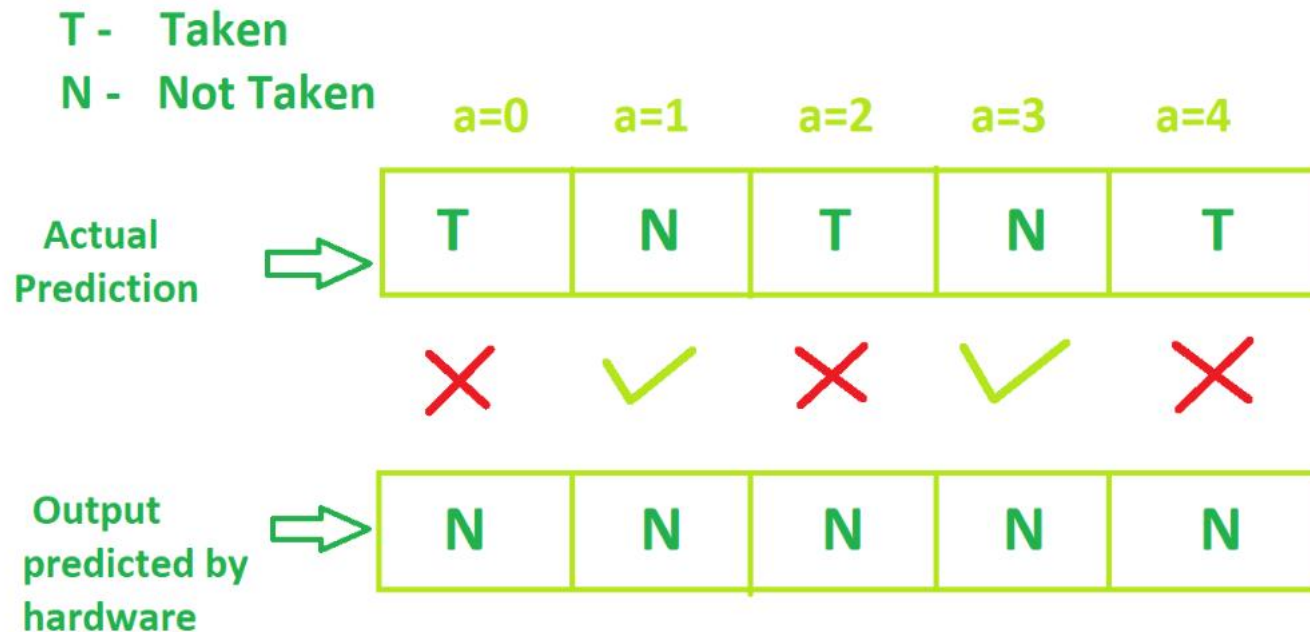 T - Taken
N - Not Taken
a=0 a=1 a=2 a=3 a=4
Actual
Prediction
T N T N T
Output
predicted by
hardware
N N N N N